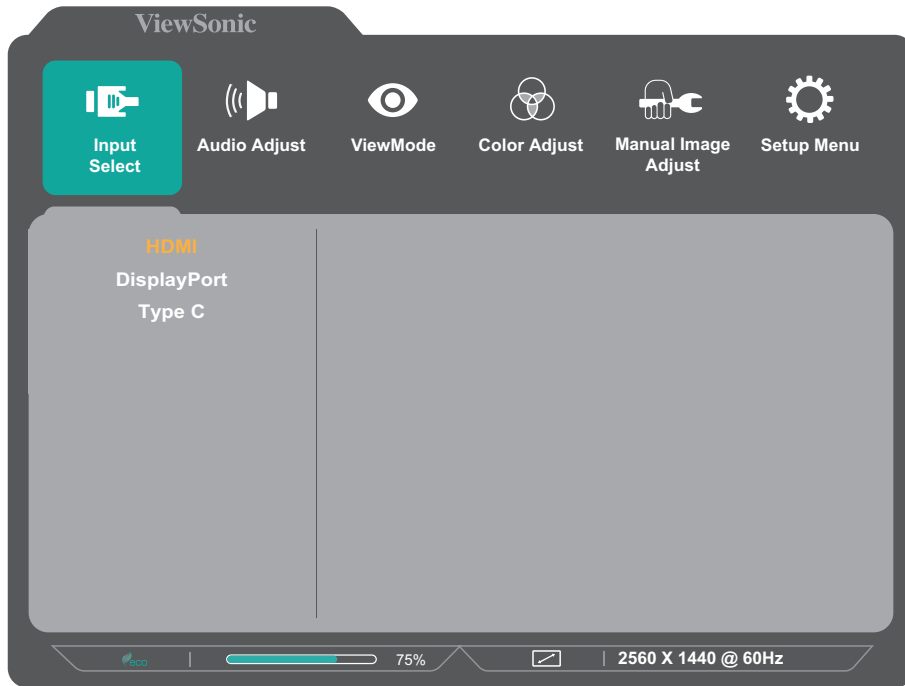 ViewSonic
Input
Select
Audio Adjust
ViewMode
Color Adjust
Manual Image
Adjust
Setup Menu
HDMI
DisplayPort
Type C
eco
75%
2560 X 1440 @ 60Hz